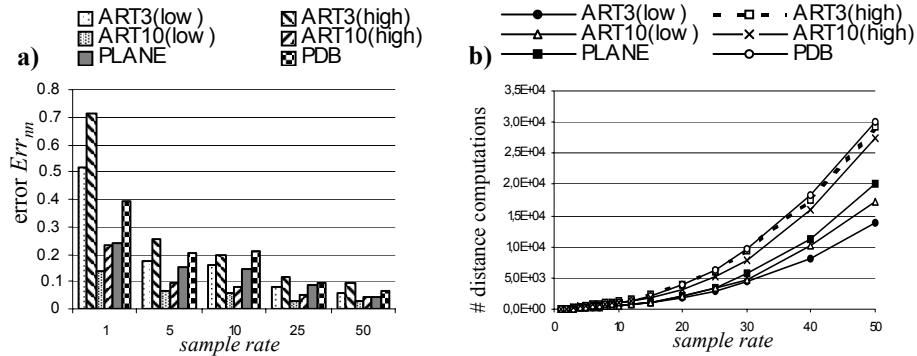 a)
ART3(low )
ART3(high)
ART10(low )
ART10(high)
PLANE
PDB
error Err_nn
0.8
0.7
0.6
0.5
0.4
0.3
0.2
0.1
0
1 5 10 25 50
sample rate
b)
ART3(low )
ART3(high)
ART10(low )
ART10(high)
PLANE
PDB
# distance computations
3,5E+04
3,0E+04
2,5E+04
2,0E+04
1,5E+04
1,0E+04
5,0E+03
0,0E+00
0 10 20 30 40 50
sample rate